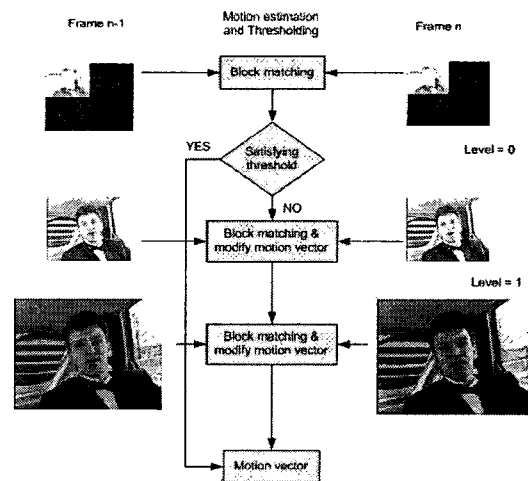 Motion estimation
and Thresholding
Frame n-1
Frame n
Block matching
YES
Satisfying
threshold
Level = 0
NO
Block matching &
modify motion vector
Level = 1
Block matching &
modify motion vector
Motion vector